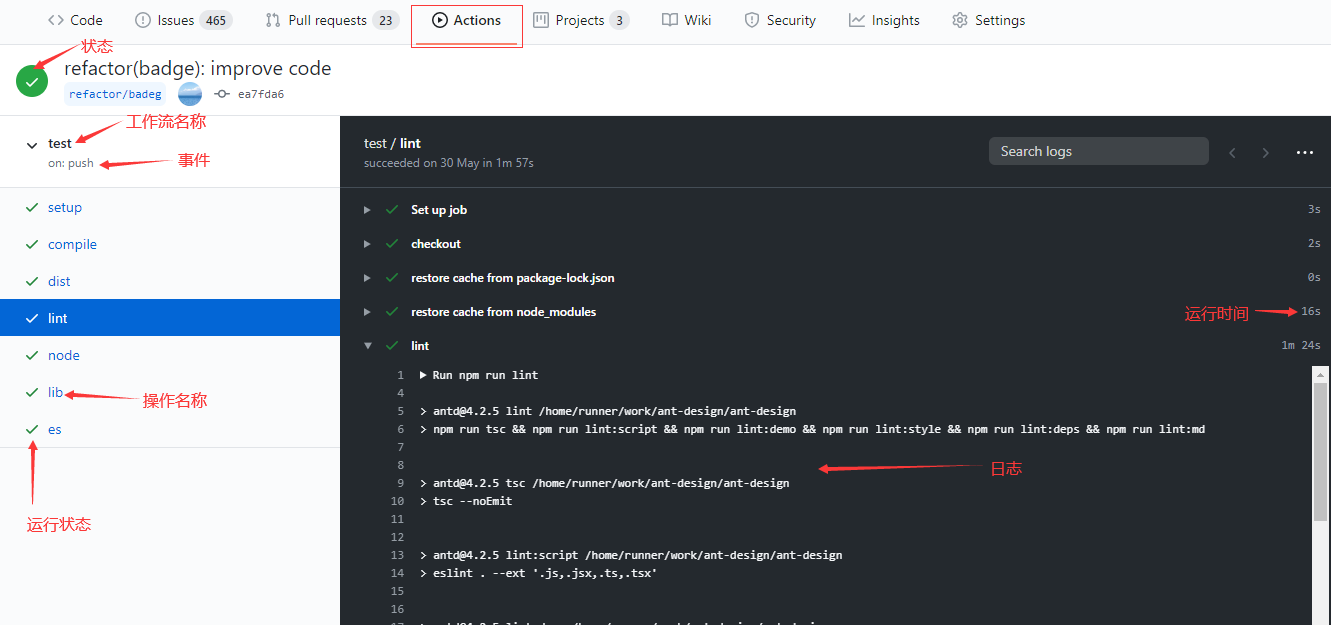 Code Issues 465 Pull requests 23 Actions Projects 3 Wiki Security Insights Settings
状态
refactor(badge): improve code
refactor/badeg ea7fda6
工作流名称
test
on: push
事件
setup
compile
dist
lint
node
lib
操作名称
es
运行状态
test / lint
succeeded on 30 May in 1m 57s
Search logs
Set up job 3s
checkout 2s
restore cache from package-lock.json 0s
restore cache from node_modules 运行时间 16s
lint 1m 24s
1 Run npm run lint
4
5 > antd@4.2.5 lint /home/runner/work/ant-design/ant-design
6 > npm run tsc && npm run lint:script && npm run lint:demo && npm run lint:style && npm run lint:deps && npm run lint:md
7
8
日志
9 > antd@4.2.5 tsc /home/runner/work/ant-design/ant-design
10 > tsc --noEmit
11
12
13 > antd@4.2.5 lint:script /home/runner/work/ant-design/ant-design
14 > eslint . --ext '.js,.jsx,.ts,.tsx'
15
16